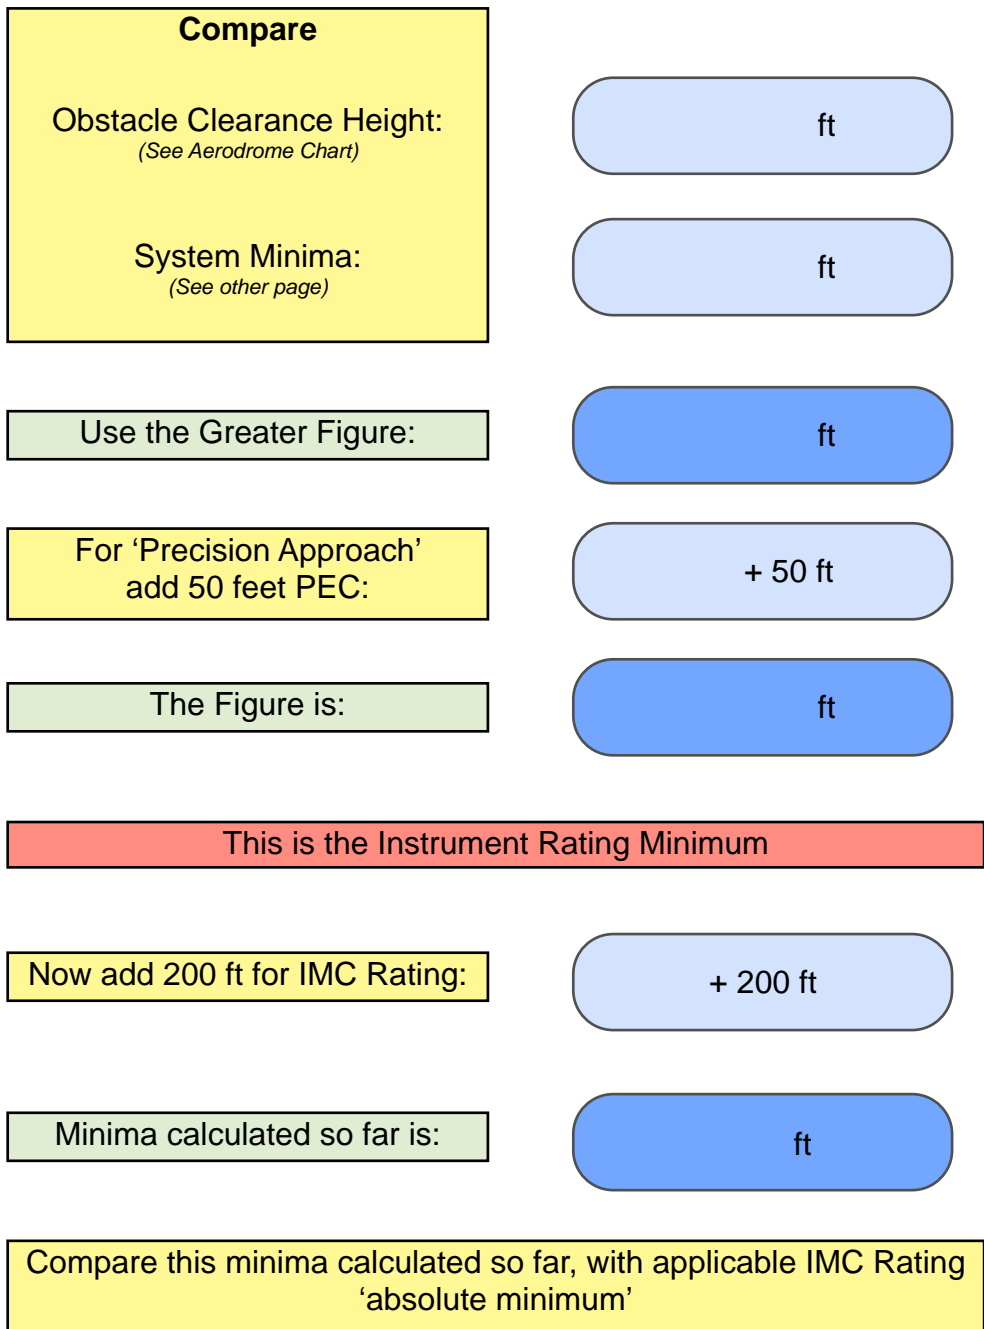 Compare
Obstacle Clearance Height:
(See Aerodrome Chart)
ft
System Minima:
(See other page)
ft
Use the Greater Figure:
ft
For ‘Precision Approach’
add 50 feet PEC:
+ 50 ft
The Figure is:
ft
This is the Instrument Rating Minimum
Now add 200 ft for IMC Rating:
+ 200 ft
Minima calculated so far is:
ft
Compare this minima calculated so far, with applicable IMC Rating
‘absolute minimum’